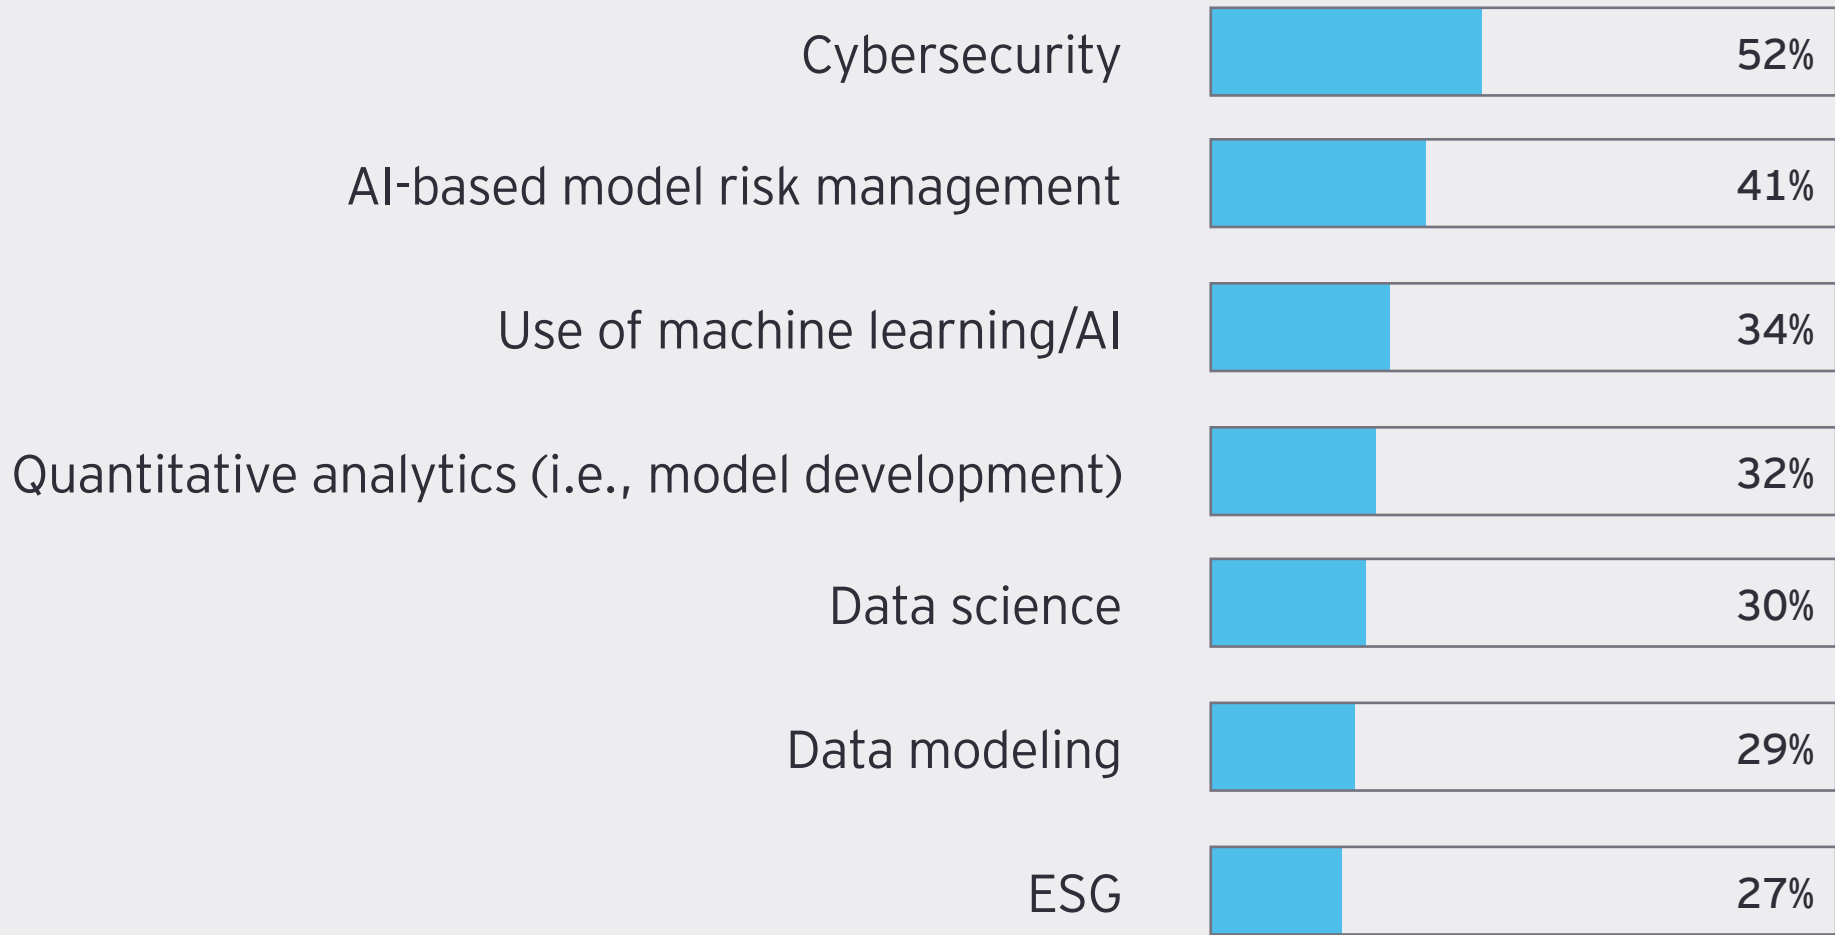 Cybersecurity 52%
AI-based model risk management 41%
Use of machine learning/AI 34%
Quantitative analytics (i.e., model development) 32%
Data science 30%
Data modeling 29%
ESG 27%